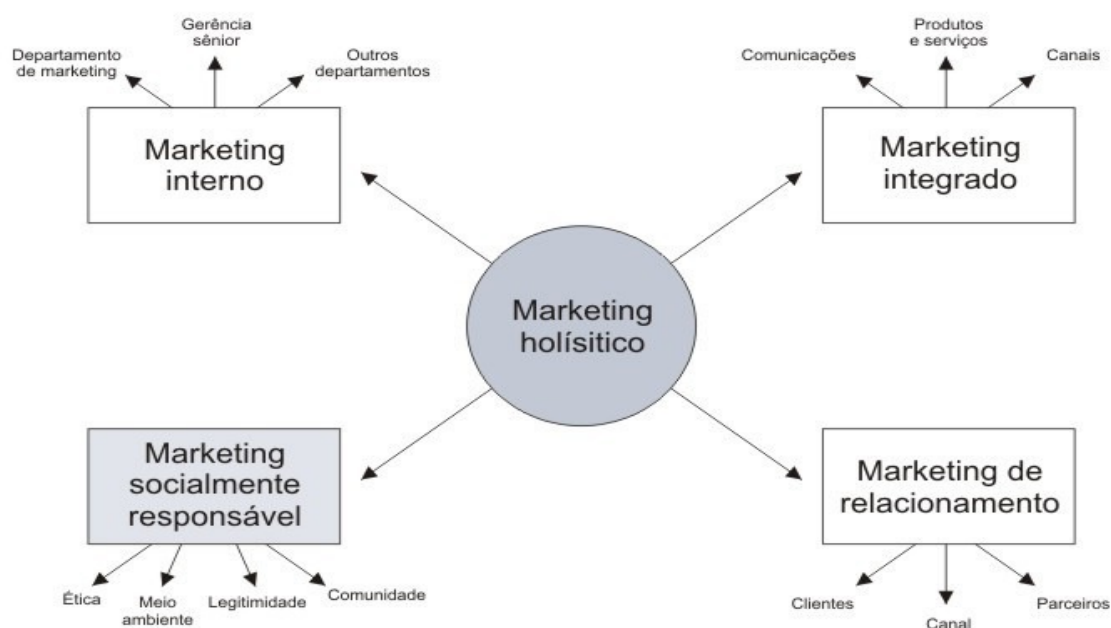 Gerência
sênior
Departamento
de marketing
Outros
departamentos
Marketing
interno
Produtos
e serviços
Comunicações
Canais
Marketing
integrado
Marketing
holísitico
Marketing
socialmente
responsável
Ética
Meio
ambiente
Legitimidade
Comunidade
Marketing de
relacionamento
Clientes
Canal
Parceiros